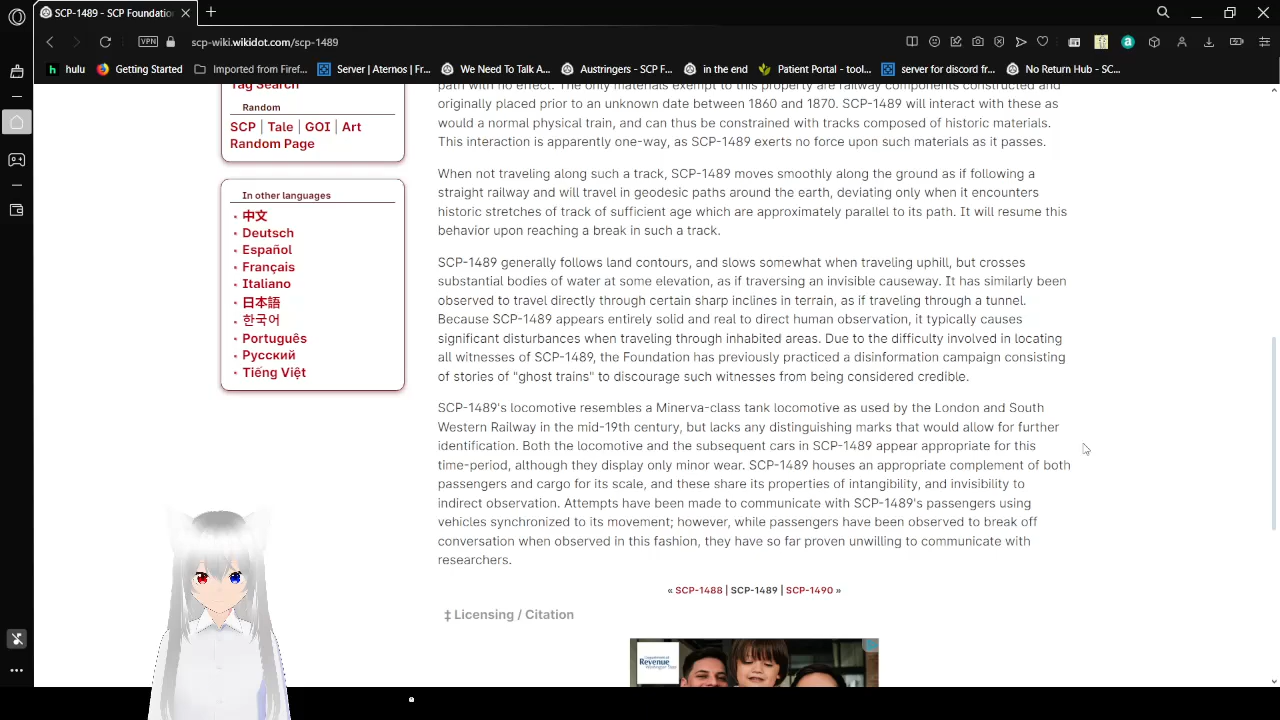 SCP-1489 - SCP Foundatio
scp-wiki.wikidot.com/scp-1489
VPN
hulu
Getting Started
Imported from Firef...
Server | Aternos | Fr...
We Need To Talk A...
Austringers - SCP F...
in the end
Patient Portal - tool...
server for discord fr...
No Return Hub - SC...
Tag Search
Random
SCP | Tale | GOI | Art
Random Page
In other languages
中文
Deutsch
Español
Français
Italiano
日本語
한국어
Português
Русский
Tiếng Việt
path with no effect. The only materials exempt to this property are railway components constructed and
originally placed prior to an unknown date between 1860 and 1870. SCP-1489 will interact with these as
would a normal physical train, and can thus be constrained with tracks composed of historic materials.
This interaction is apparently one-way, as SCP-1489 exerts no force upon such materials as it passes.
When not traveling along such a track, SCP-1489 moves smoothly along the ground as if following a
straight railway and will travel in geodesic paths around the earth, deviating only when it encounters
historic stretches of track of sufficient age which are approximately parallel to its path. It will resume this
behavior upon reaching a break in such a track.
SCP-1489 generally follows land contours, and slows somewhat when traveling uphill, but crosses
substantial bodies of water at some elevation, as if traversing an invisible causeway. It has similarly been
observed to travel directly through certain sharp inclines in terrain, as if traveling through a tunnel.
Because SCP-1489 appears entirely solid and real to direct human observation, it typically causes
significant disturbances when traveling through inhabited areas. Due to the difficulty involved in locating
all witnesses of SCP-1489, the Foundation has previously practiced a disinformation campaign consisting
of stories of "ghost trains" to discourage such witnesses from being considered credible.
SCP-1489's locomotive resembles a Minerva-class tank locomotive as used by the London and South
Western Railway in the mid-19th century, but lacks any distinguishing marks that would allow for further
identification. Both the locomotive and the subsequent cars in SCP-1489 appear appropriate for this
time-period, although they display only minor wear. SCP-1489 houses an appropriate complement of both
passengers and cargo for its scale, and these share its properties of intangibility, and invisibility to
indirect observation. Attempts have been made to communicate with SCP-1489's passengers using
vehicles synchronized to its movement; however, while passengers have been observed to break off
conversation when observed in this fashion, they have so far proven unwilling to communicate with
researchers.
« SCP-1488 | SCP-1489 | SCP-1490 »
‡ Licensing / Citation
Revenue